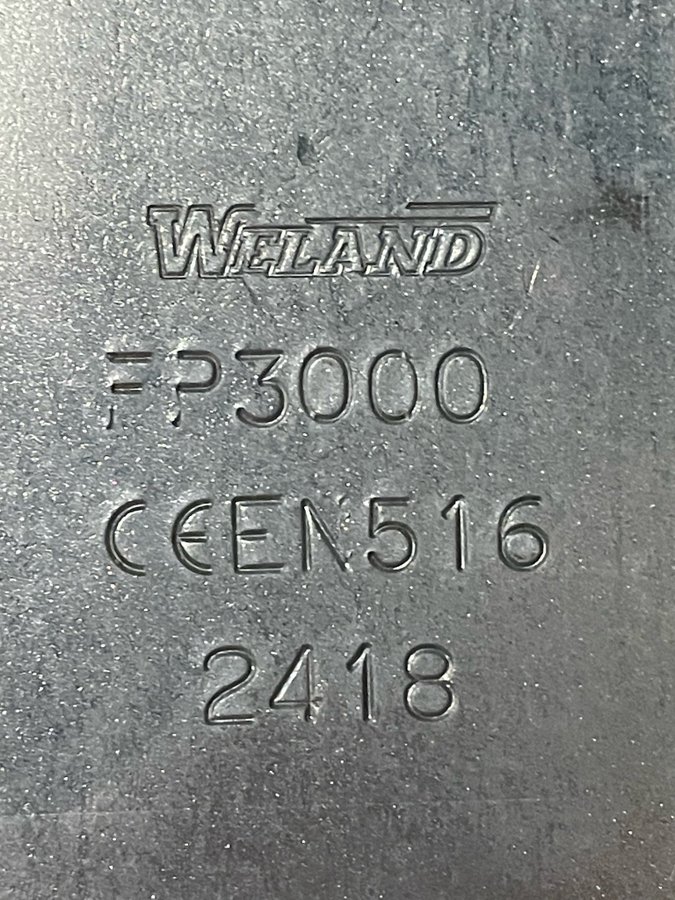 WELAND
FP3000
CE EN516
2418